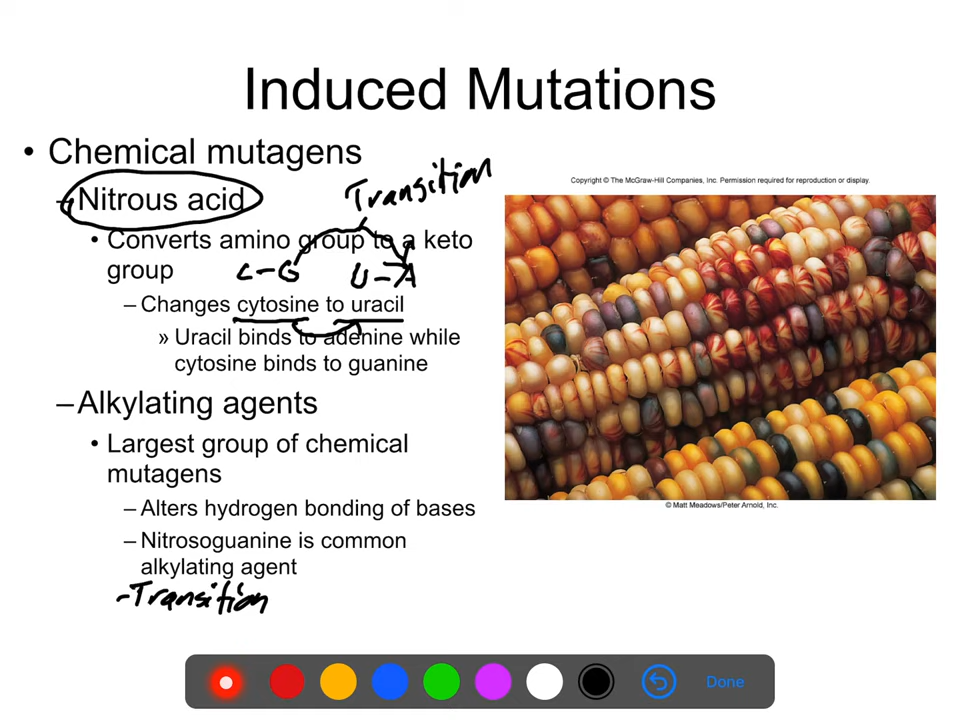 Induced Mutations
• Chemical mutagens
Transition
– Nitrous acid
• Converts amino group to a keto
group
C-G U-A
– Changes cytosine to uracil
» Uracil binds to adenine while
cytosine binds to guanine
–Alkylating agents
• Largest group of chemical
mutagens
– Alters hydrogen bonding of bases
– Nitrosoguanine is common
alkylating agent
-Transition
Copyright © The McGraw-Hill Companies, Inc. Permission required for reproduction or display.
© Matt Meadows/Peter Arnold, Inc.
Done